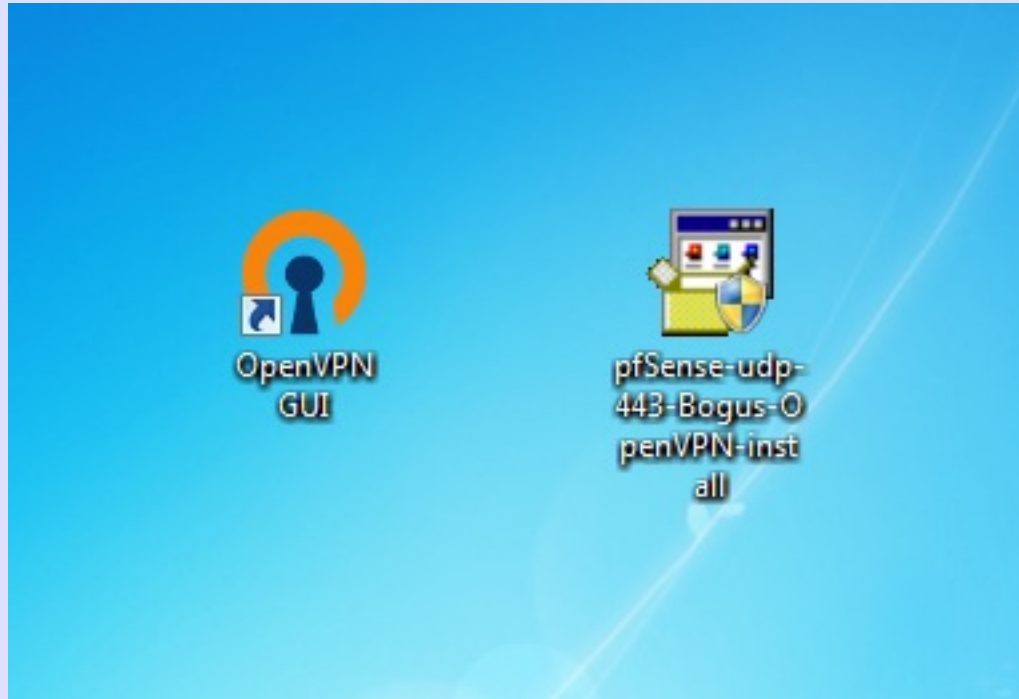 OpenVPN
GUI
pfSense-udp-
443-Bogus-O
penVPN-inst
all